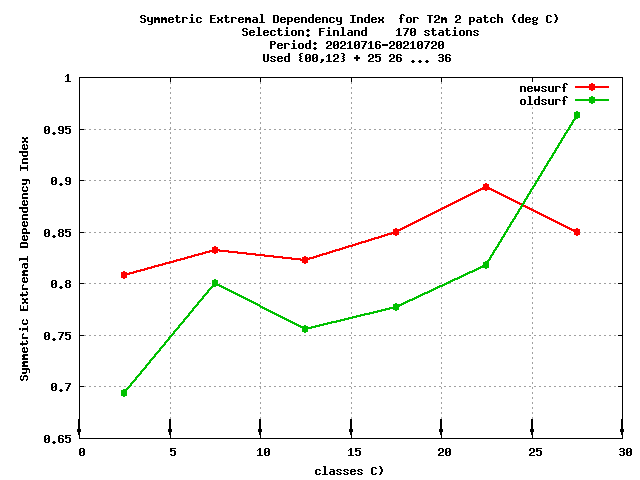 Symmetric Extremal Dependency Index  for T2m 2 patch (deg C)
Selection: Finland    170 stations
Period: 20210716-20210720
Used {00,12} + 25 26 ... 36
newsurf
oldsurf
Symmetric Extremal Dependency Index
1
0.95
0.9
0.85
0.8
0.75
0.7
0.65
0 5 10 15 20 25 30
classes C)